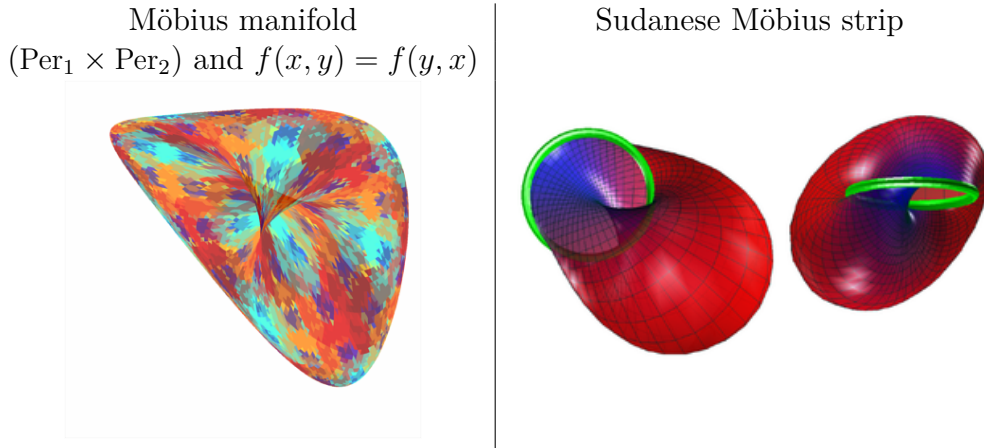 Möbius manifold
(Per₁ × Per₂) and f(x, y) = f(y, x)
Sudanese Möbius strip